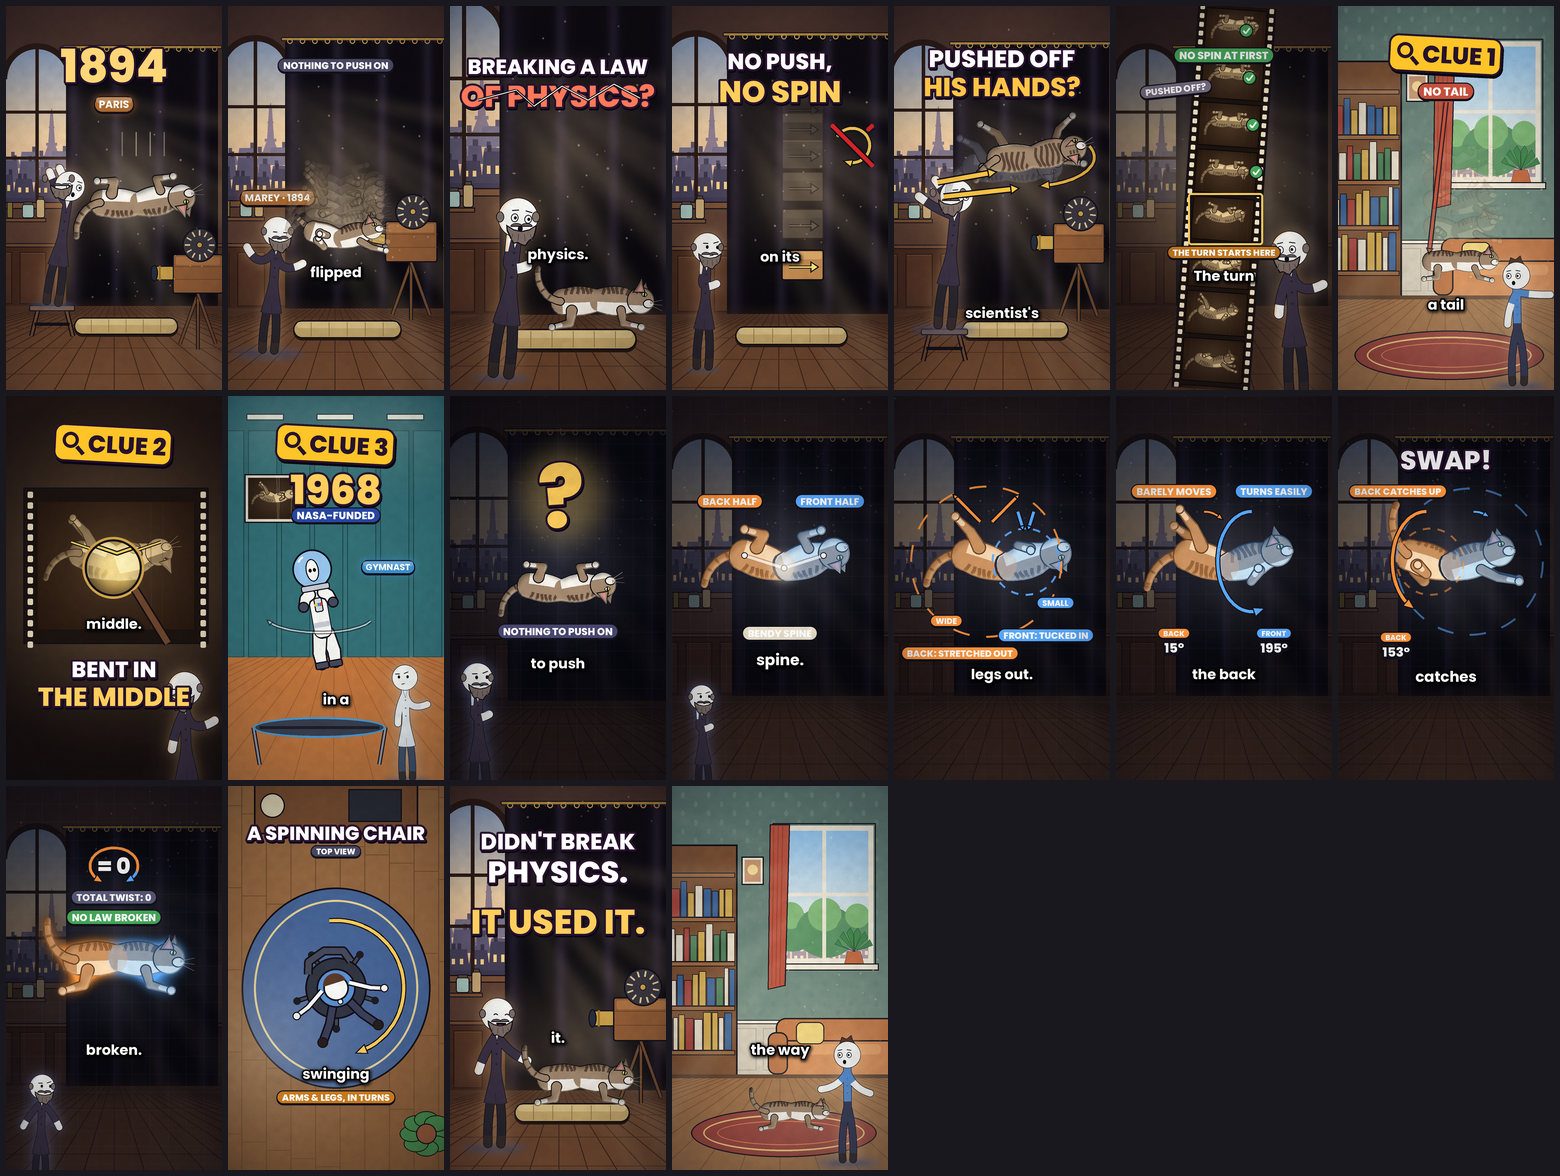 1894
PARIS
NOTHING TO PUSH ON
MAREY · 1894
flipped
BREAKING A LAW
OF PHYSICS?
physics.
NO PUSH,
NO SPIN
on its
PUSHED OFF
HIS HANDS?
scientist's
NO SPIN AT FIRST
PUSHED OFF?
THE TURN STARTS HERE
The turn
CLUE 1
NO TAIL
a tail
CLUE 2
middle.
BENT IN
THE MIDDLE
CLUE 3
1968
NASA-FUNDED
GYMNAST
in a
?
NOTHING TO PUSH ON
to push
BACK HALF
FRONT HALF
BENDY SPINE
spine.
SMALL
WIDE
FRONT: TUCKED IN
BACK: STRETCHED OUT
legs out.
BARELY MOVES
TURNS EASILY
BACK
FRONT
15°
195°
the back
SWAP!
BACK CATCHES UP
BACK
153°
catches
= 0
TOTAL TWIST: 0
NO LAW BROKEN
broken.
A SPINNING CHAIR
TOP VIEW
swinging
ARMS & LEGS, IN TURNS
DIDN'T BREAK
PHYSICS.
IT USED IT.
it.
the way